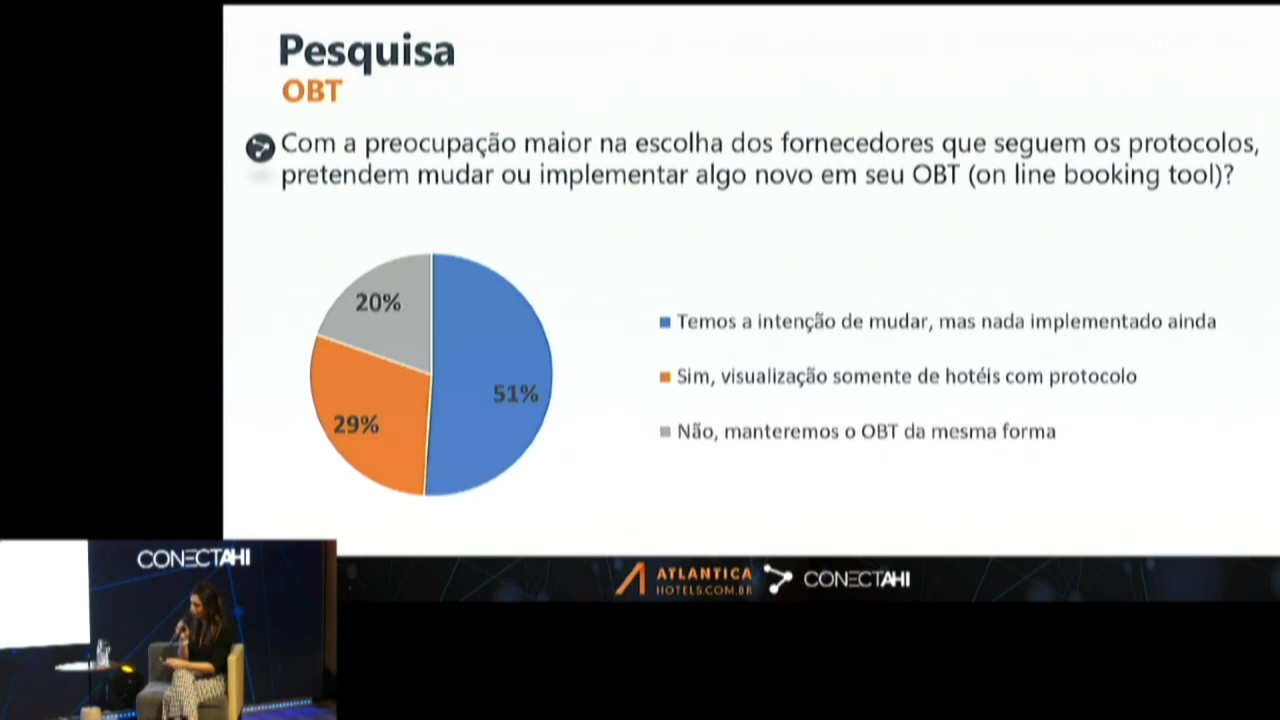 Pesquisa
OBT
Com a preocupação maior na escolha dos fornecedores que seguem os protocolos,
pretendem mudar ou implementar algo novo em seu OBT (on line booking tool)?
20%
51%
29%
Temos a intenção de mudar, mas nada implementado ainda
Sim, visualização somente de hotéis com protocolo
Não, manteremos o OBT da mesma forma
CONECTAHI
ATLANTICA
HOTELS.COM.BR
CONECTAHI